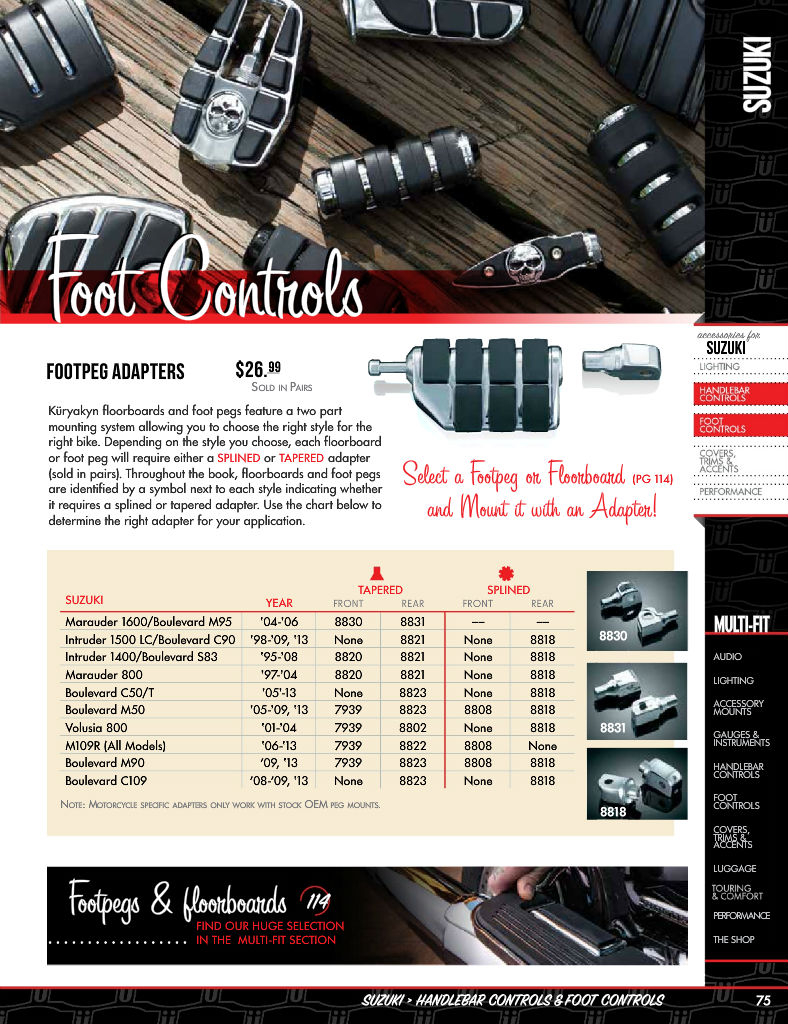 SUZUKI
Foot Controls
accessories for
SUZUKI
LIGHTING
HANDLEBAR
CONTROLS
FOOT
CONTROLS
COVERS,
TRIMS &
ACCENTS
PERFORMANCE
FOOTPEG ADAPTERS $26.99
SOLD IN PAIRS
Küryakyn floorboards and foot pegs feature a two part
mounting system allowing you to choose the right style for the
right bike. Depending on the style you choose, each floorboard
or foot peg will require either a SPLINED or TAPERED adapter
(sold in pairs). Throughout the book, floorboards and foot pegs
are identified by a symbol next to each style indicating whether
it requires a splined or tapered adapter. Use the chart below to
determine the right adapter for your application.
Select a Footpeg or Floorboard (PG 114)
and Mount it with an Adapter!
TAPERED SPLINED
SUZUKI YEAR FRONT REAR FRONT REAR
Marauder 1600/Boulevard M95 '04-'06 8830 8831 –– ––
Intruder 1500 LC/Boulevard C90 '98-'09, '13 None 8821 None 8818
Intruder 1400/Boulevard S83 '95-'08 8820 8821 None 8818
Marauder 800 '97-'04 8820 8821 None 8818
Boulevard C50/T '05'-13 None 8823 None 8818
Boulevard M50 '05-'09, '13 7939 8823 8808 8818
Volusia 800 '01-'04 7939 8802 None 8818
M109R (All Models) '06-'13 7939 8822 8808 None
Boulevard M90 '09, '13 7939 8823 8808 8818
Boulevard C109 '08-'09, '13 None 8823 None 8818
NOTE: MOTORCYCLE SPECIFIC ADAPTERS ONLY WORK WITH STOCK OEM PEG MOUNTS.
8830
8831
8818
MULTI-FIT
AUDIO
LIGHTING
ACCESSORY
MOUNTS
GAUGES &
INSTRUMENTS
HANDLEBAR
CONTROLS
FOOT
CONTROLS
COVERS,
TRIMS &
ACCENTS
LUGGAGE
TOURING
& COMFORT
PERFORMANCE
THE SHOP
Footpegs & floorboards 114
FIND OUR HUGE SELECTION
IN THE MULTI-FIT SECTION
SUZUKI > HANDLEBAR CONTROLS & FOOT CONTROLS 75